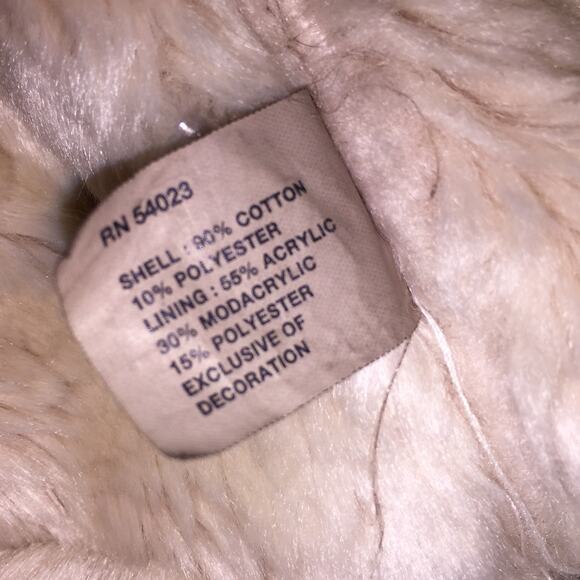 RN 54023
SHELL : 90% COTTON
10% POLYESTER
LINING : 55% ACRYLIC
30% MODACRYLIC
15% POLYESTER
EXCLUSIVE OF
DECORATION